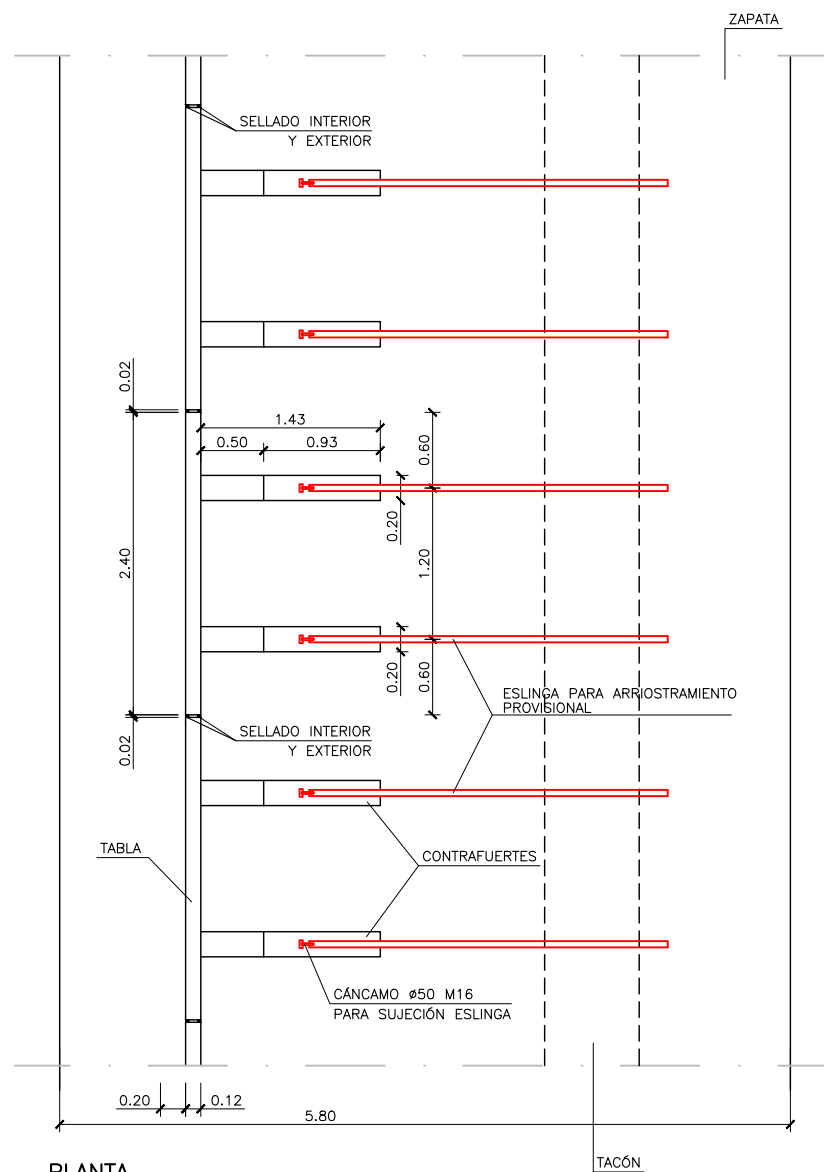 ZAPATA
SELLADO INTERIOR
Y EXTERIOR
0.02
1.43
0.50
0.93
0.60
0.20
2.40
1.20
0.20
0.60
ESLINGA PARA ARRIOSTRAMIENTO
PROVISIONAL
SELLADO INTERIOR
Y EXTERIOR
0.02
TABLA
CONTRAFUERTES
CÁNCAMO ø50 M16
PARA SUJECIÓN ESLINGA
0.20
0.12
5.80
TACÓN
PLANTA